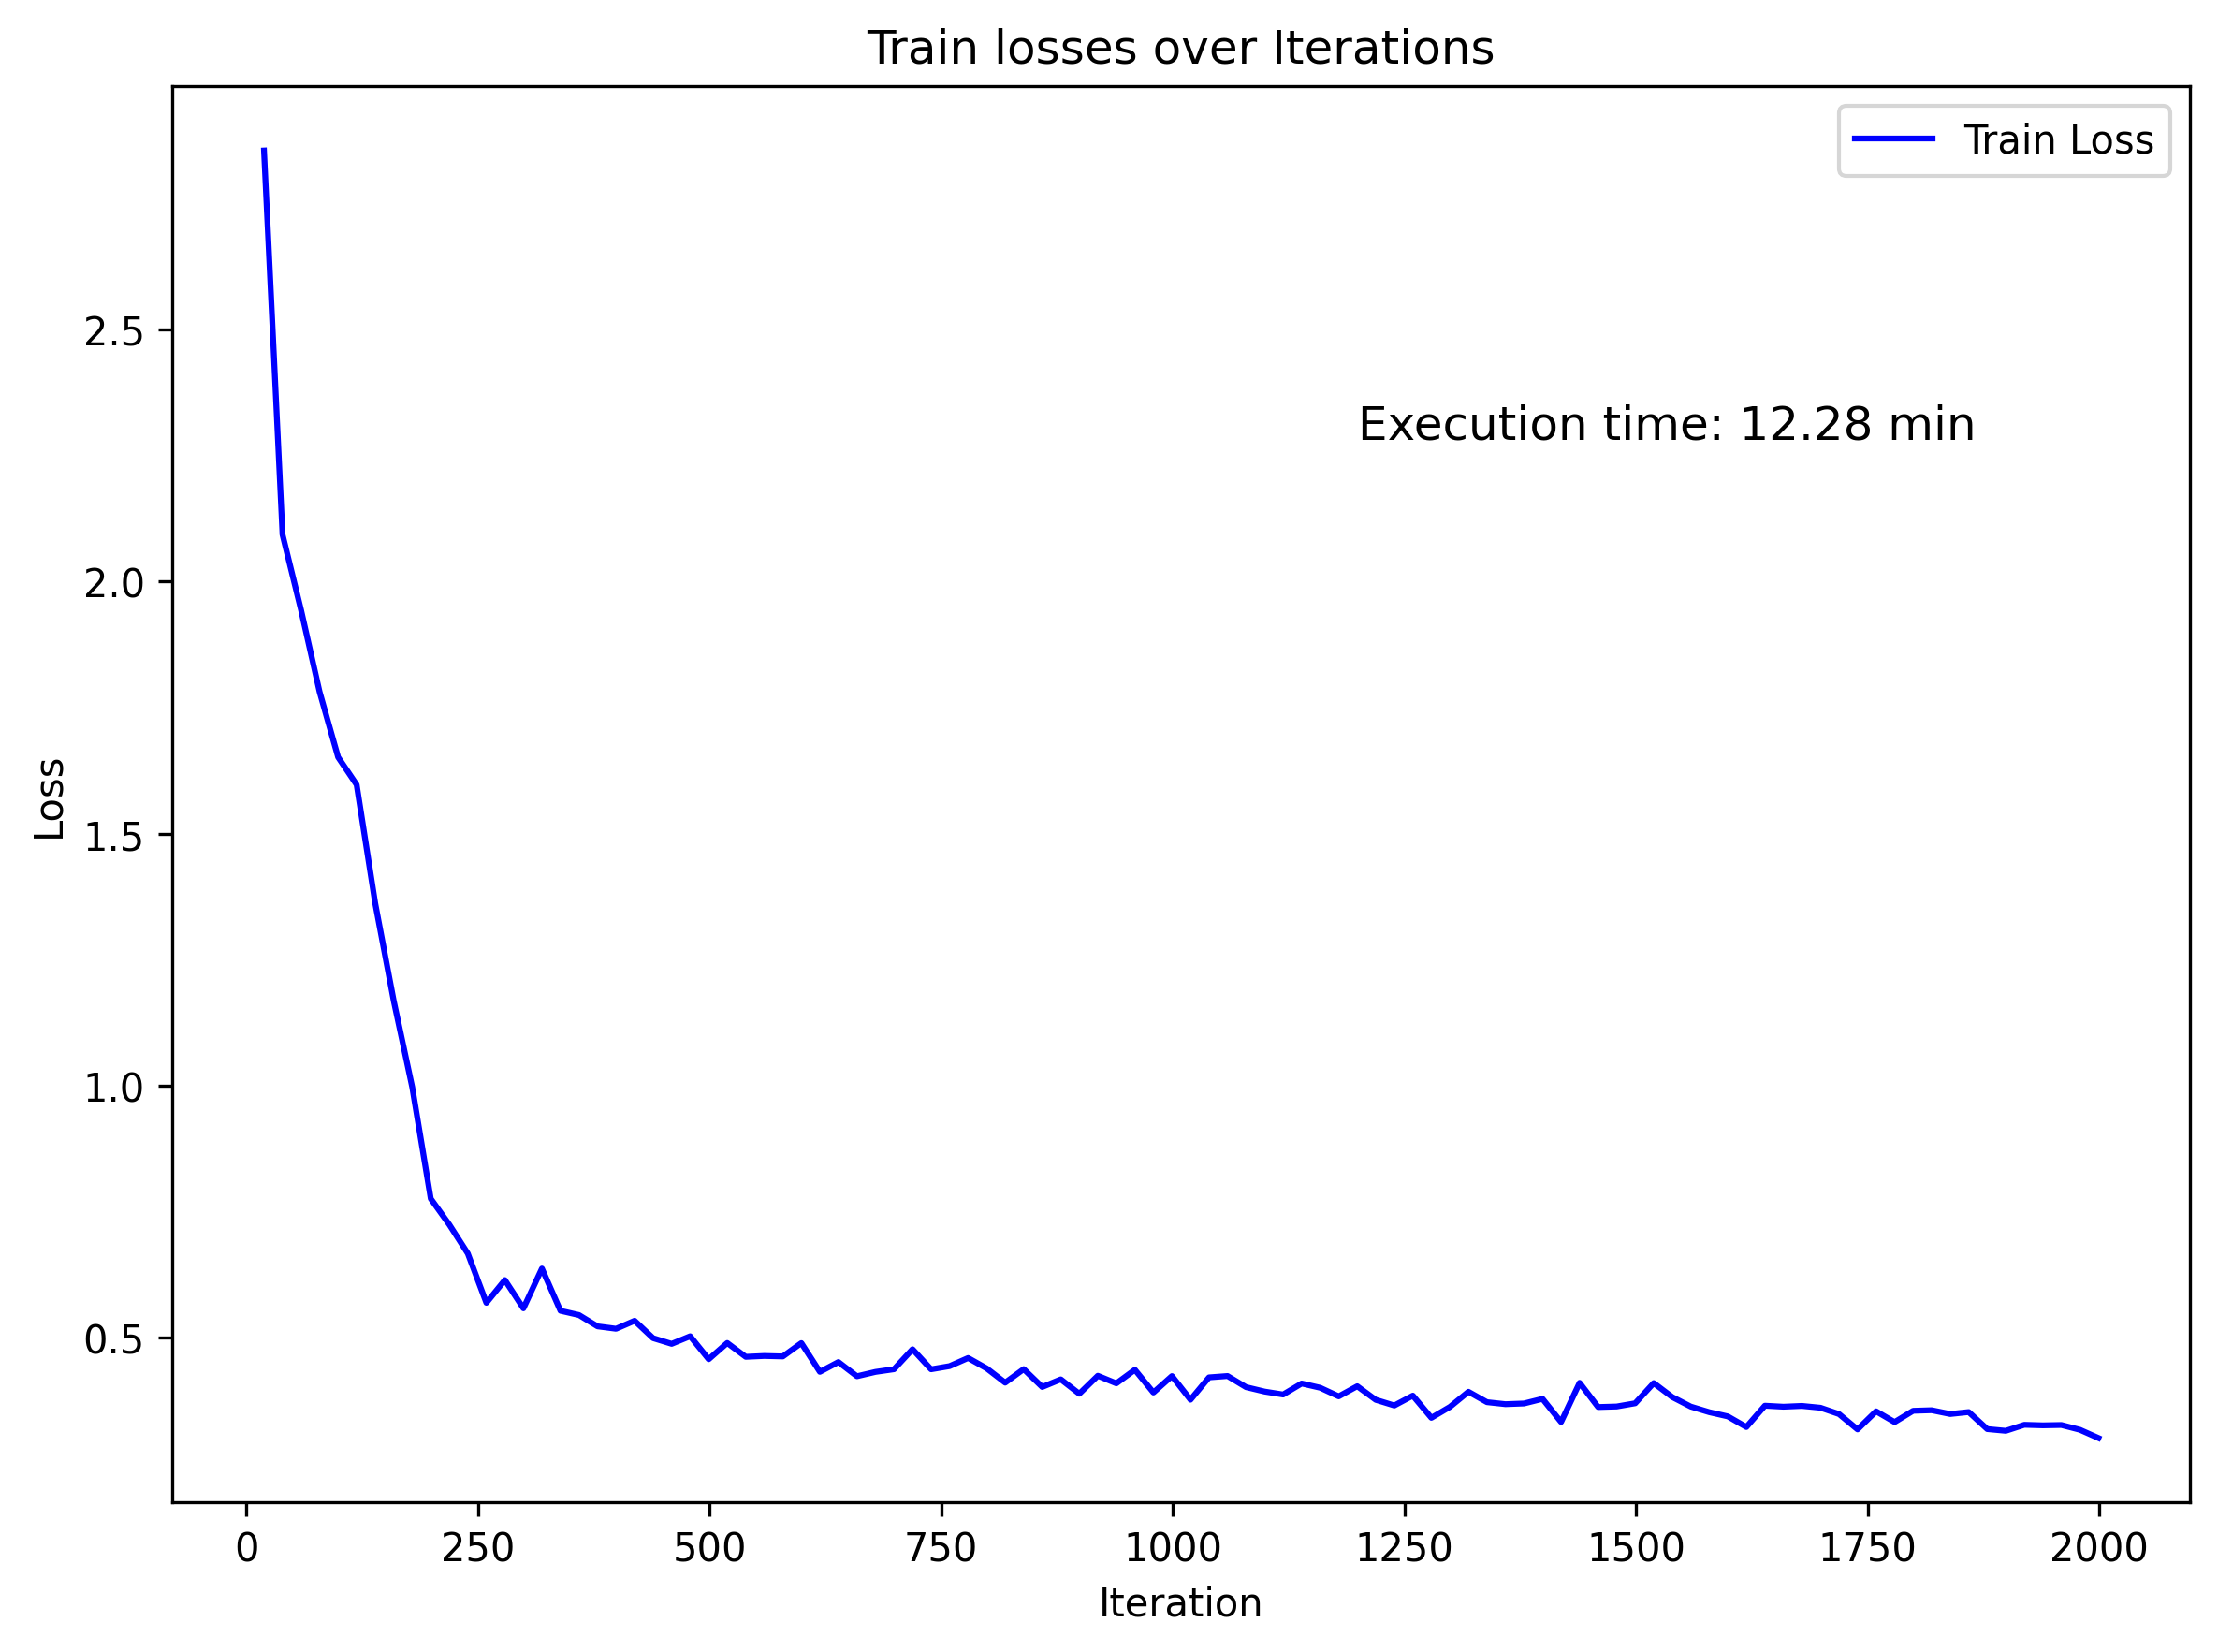 Train losses over Iterations
Train Loss
Execution time: 12.28 min
Loss
2.5
2.0
1.5
1.0
0.5
0 250 500 750 1000 1250 1500 1750 2000
Iteration